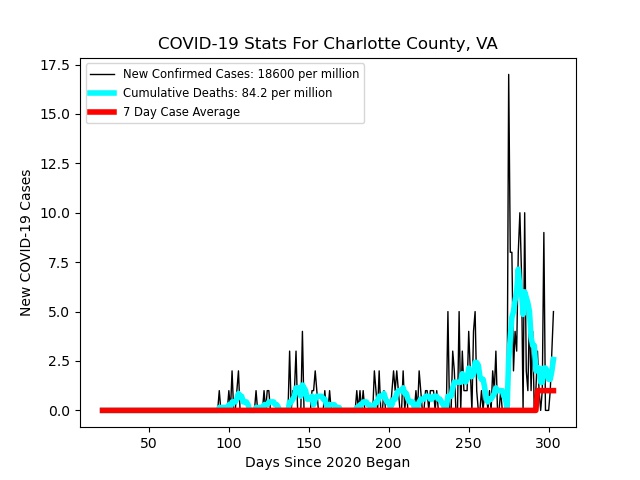 COVID-19 Stats For Charlotte County, VA
New Confirmed Cases: 18600 per million
Cumulative Deaths: 84.2 per million
7 Day Case Average
17.5
15.0
12.5
10.0
7.5
5.0
2.5
0.0
New COVID-19 Cases
50 100 150 200 250 300
Days Since 2020 Began